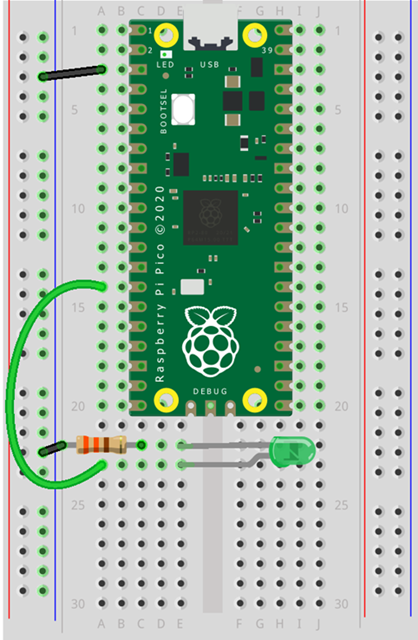 A B C D E F G H I J
1 1 1
2 39
LED USB
BOOTSEL
5 5
10 10
Raspberry Pi Pico ©2020
15 15
DEBUG
20 20
25 25
30 30
A B C D E F G H I J